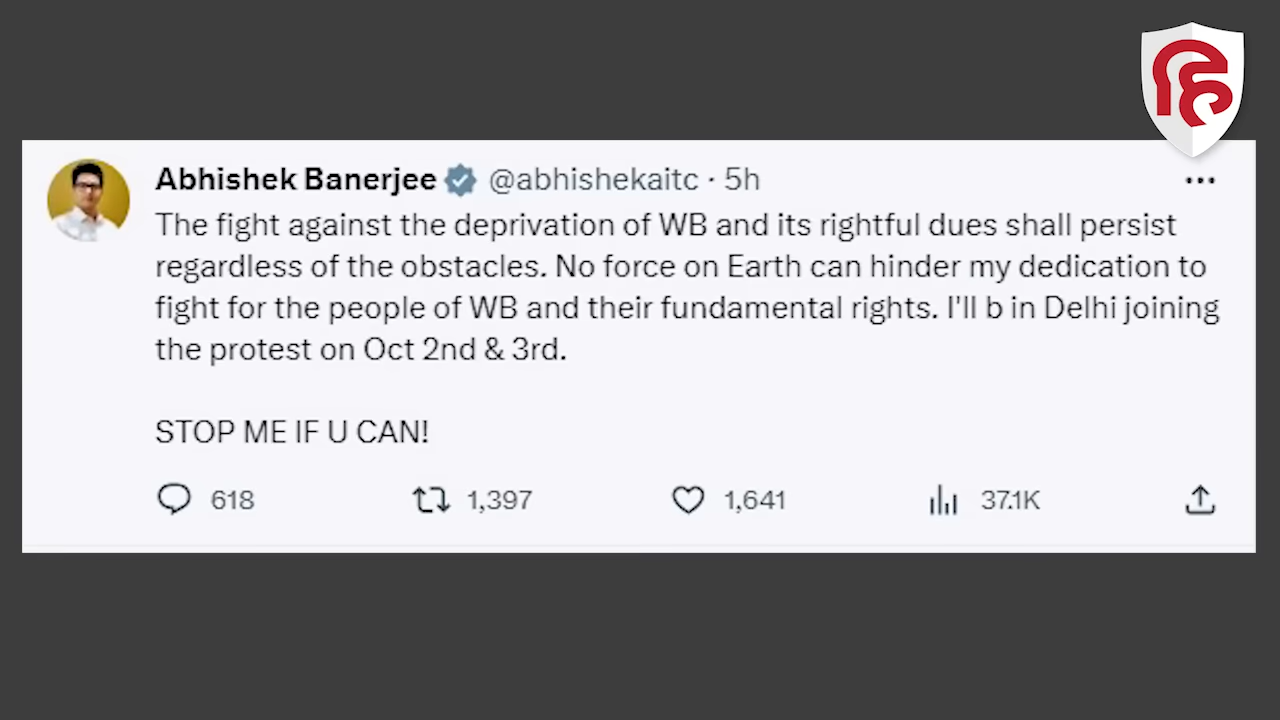 Abhishek Banerjee @abhishekaitc · 5h
The fight against the deprivation of WB and its rightful dues shall persist
regardless of the obstacles. No force on Earth can hinder my dedication to
fight for the people of WB and their fundamental rights. I'll b in Delhi joining
the protest on Oct 2nd & 3rd.
STOP ME IF U CAN!
618 1,397 1,641 37.1K